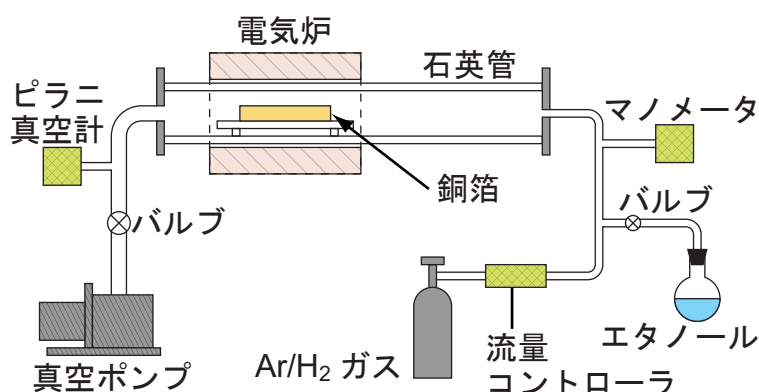 電気炉
石英管
ピラニ
真空計
マノメータ
銅箔
バルブ
バルブ
Ar/H₂ ガス
流量
コントローラ
エタノール
真空ポンプ